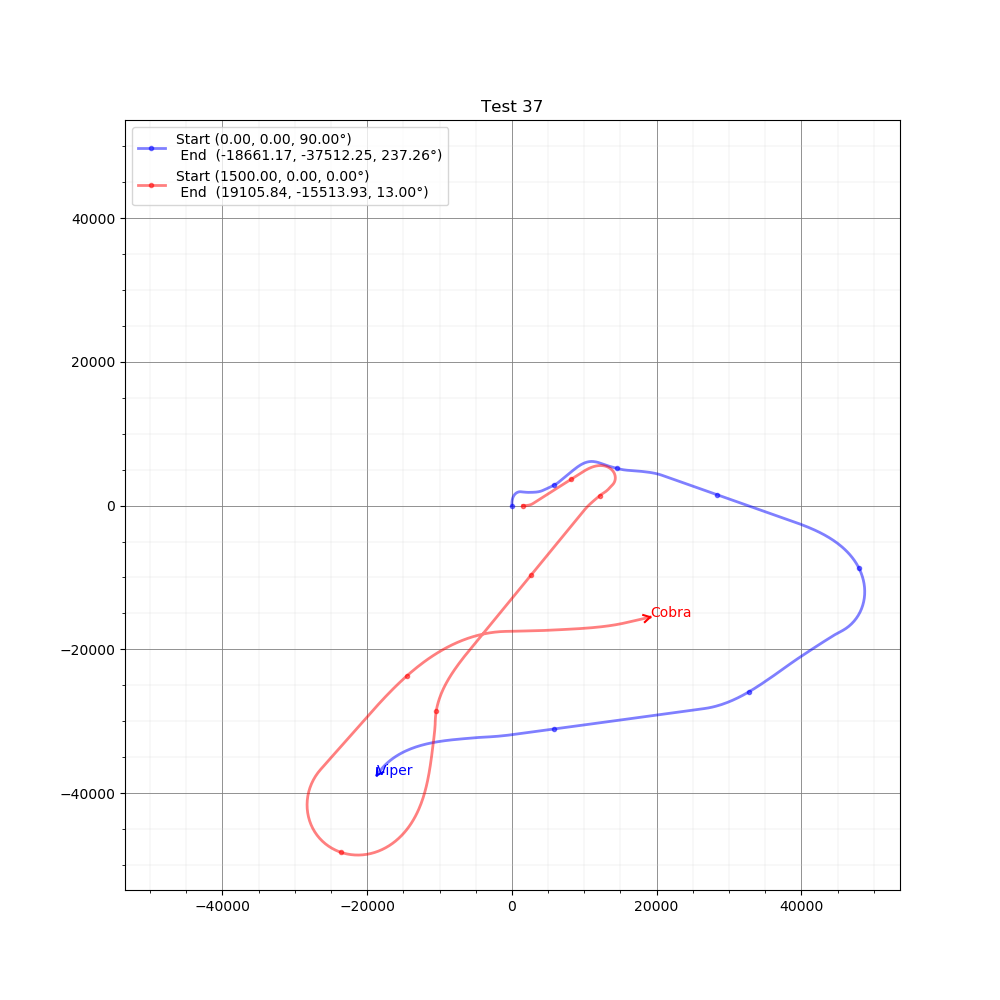 Test 37
Start (0.00, 0.00, 90.00°)
End  (-18661.17, -37512.25, 237.26°)
Start (1500.00, 0.00, 0.00°)
End  (19105.84, -15513.93, 13.00°)
40000
20000
0
−20000
−40000
Cobra
Viper
−40000
−20000
0
20000
40000